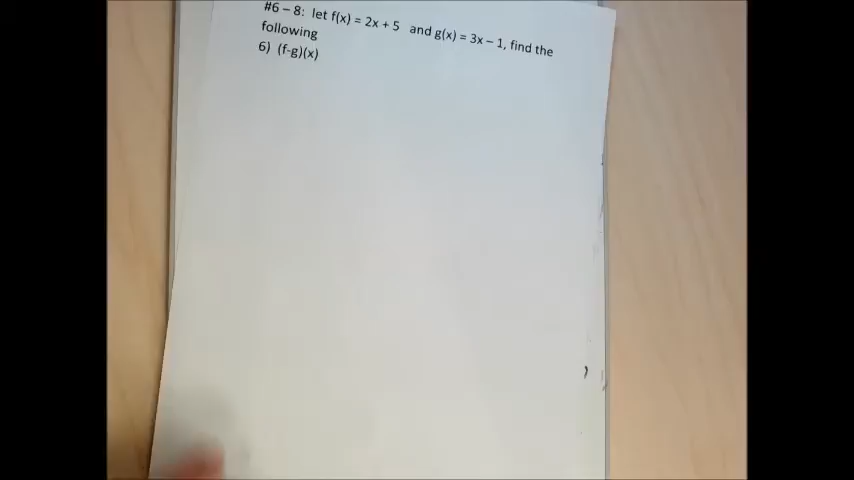 #6 – 8: let f(x) = 2x + 5 and g(x) = 3x – 1, find the
following
6) (f-g)(x)